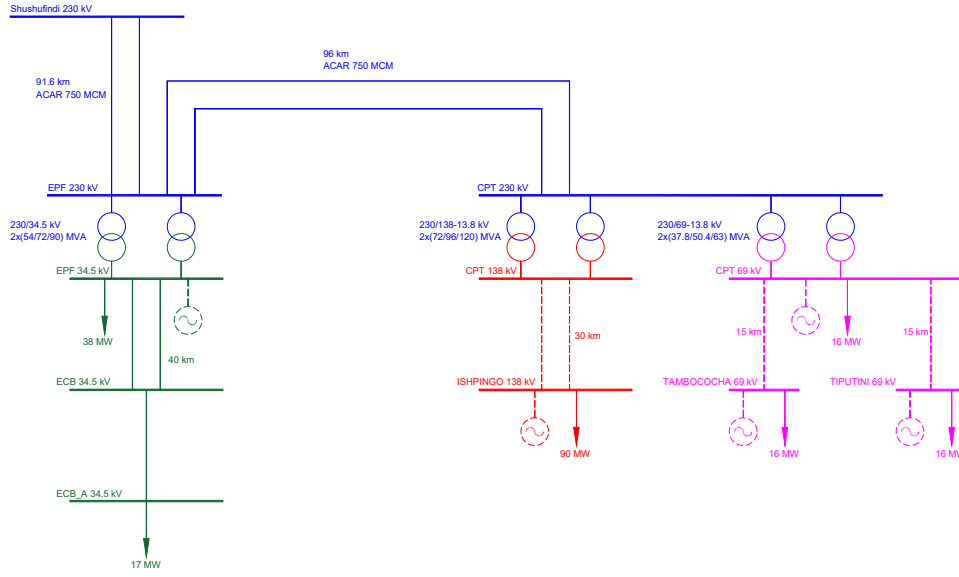 Shushufindi 230 kV
96 km
ACAR 750 MCM
91.6 km
ACAR 750 MCM
EPF 230 kV
CPT 230 kV
230/34.5 kV
2x(54/72/90) MVA
230/138-13.8 kV
2x(72/96/120) MVA
230/69-13.8 kV
2x(37.8/50.4/63) MVA
EPF 34.5 kV
CPT 138 kV
CPT 69 kV
38 MW
40 km
30 km
15 km
16 MW
15 km
ECB 34.5 kV
ISHPINGO 138 kV
TAMBOCOCHA 69 kV
TIPUTINI 69 kV
90 MW
16 MW
16 MW
ECB_A 34.5 kV
17 MW